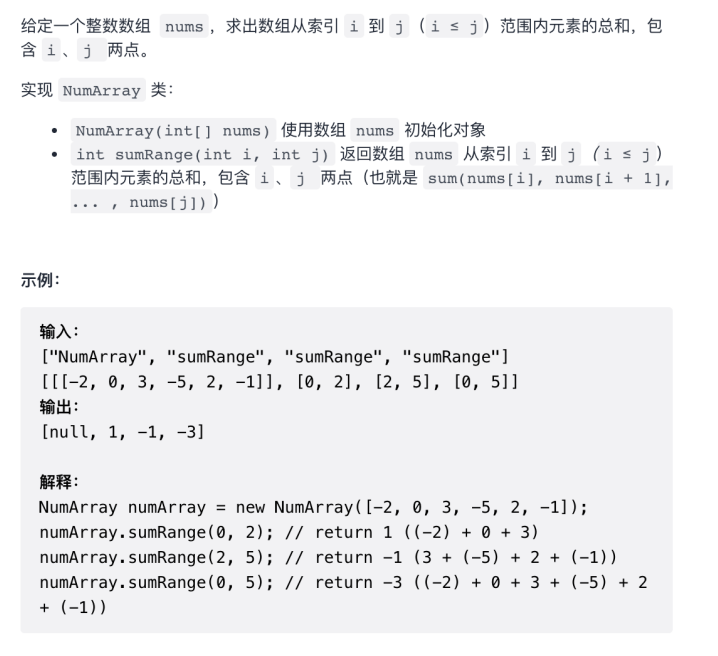 给定一个整数数组 nums，求出数组从索引 i 到 j（i ≤ j）范围内元素的总和，包
含 i、j 两点。
实现 NumArray 类：
• NumArray(int[] nums) 使用数组 nums 初始化对象
• int sumRange(int i, int j) 返回数组 nums 从索引 i 到 j（i ≤ j）
范围内元素的总和，包含 i、j 两点（也就是 sum(nums[i], nums[i + 1],
... , nums[j])）
示例：
输入：
["NumArray", "sumRange", "sumRange", "sumRange"]
[[[-2, 0, 3, -5, 2, -1]], [0, 2], [2, 5], [0, 5]]
输出：
[null, 1, -1, -3]
解释：
NumArray numArray = new NumArray([-2, 0, 3, -5, 2, -1]);
numArray.sumRange(0, 2); // return 1 ((-2) + 0 + 3)
numArray.sumRange(2, 5); // return -1 (3 + (-5) + 2 + (-1))
numArray.sumRange(0, 5); // return -3 ((-2) + 0 + 3 + (-5) + 2
+ (-1))